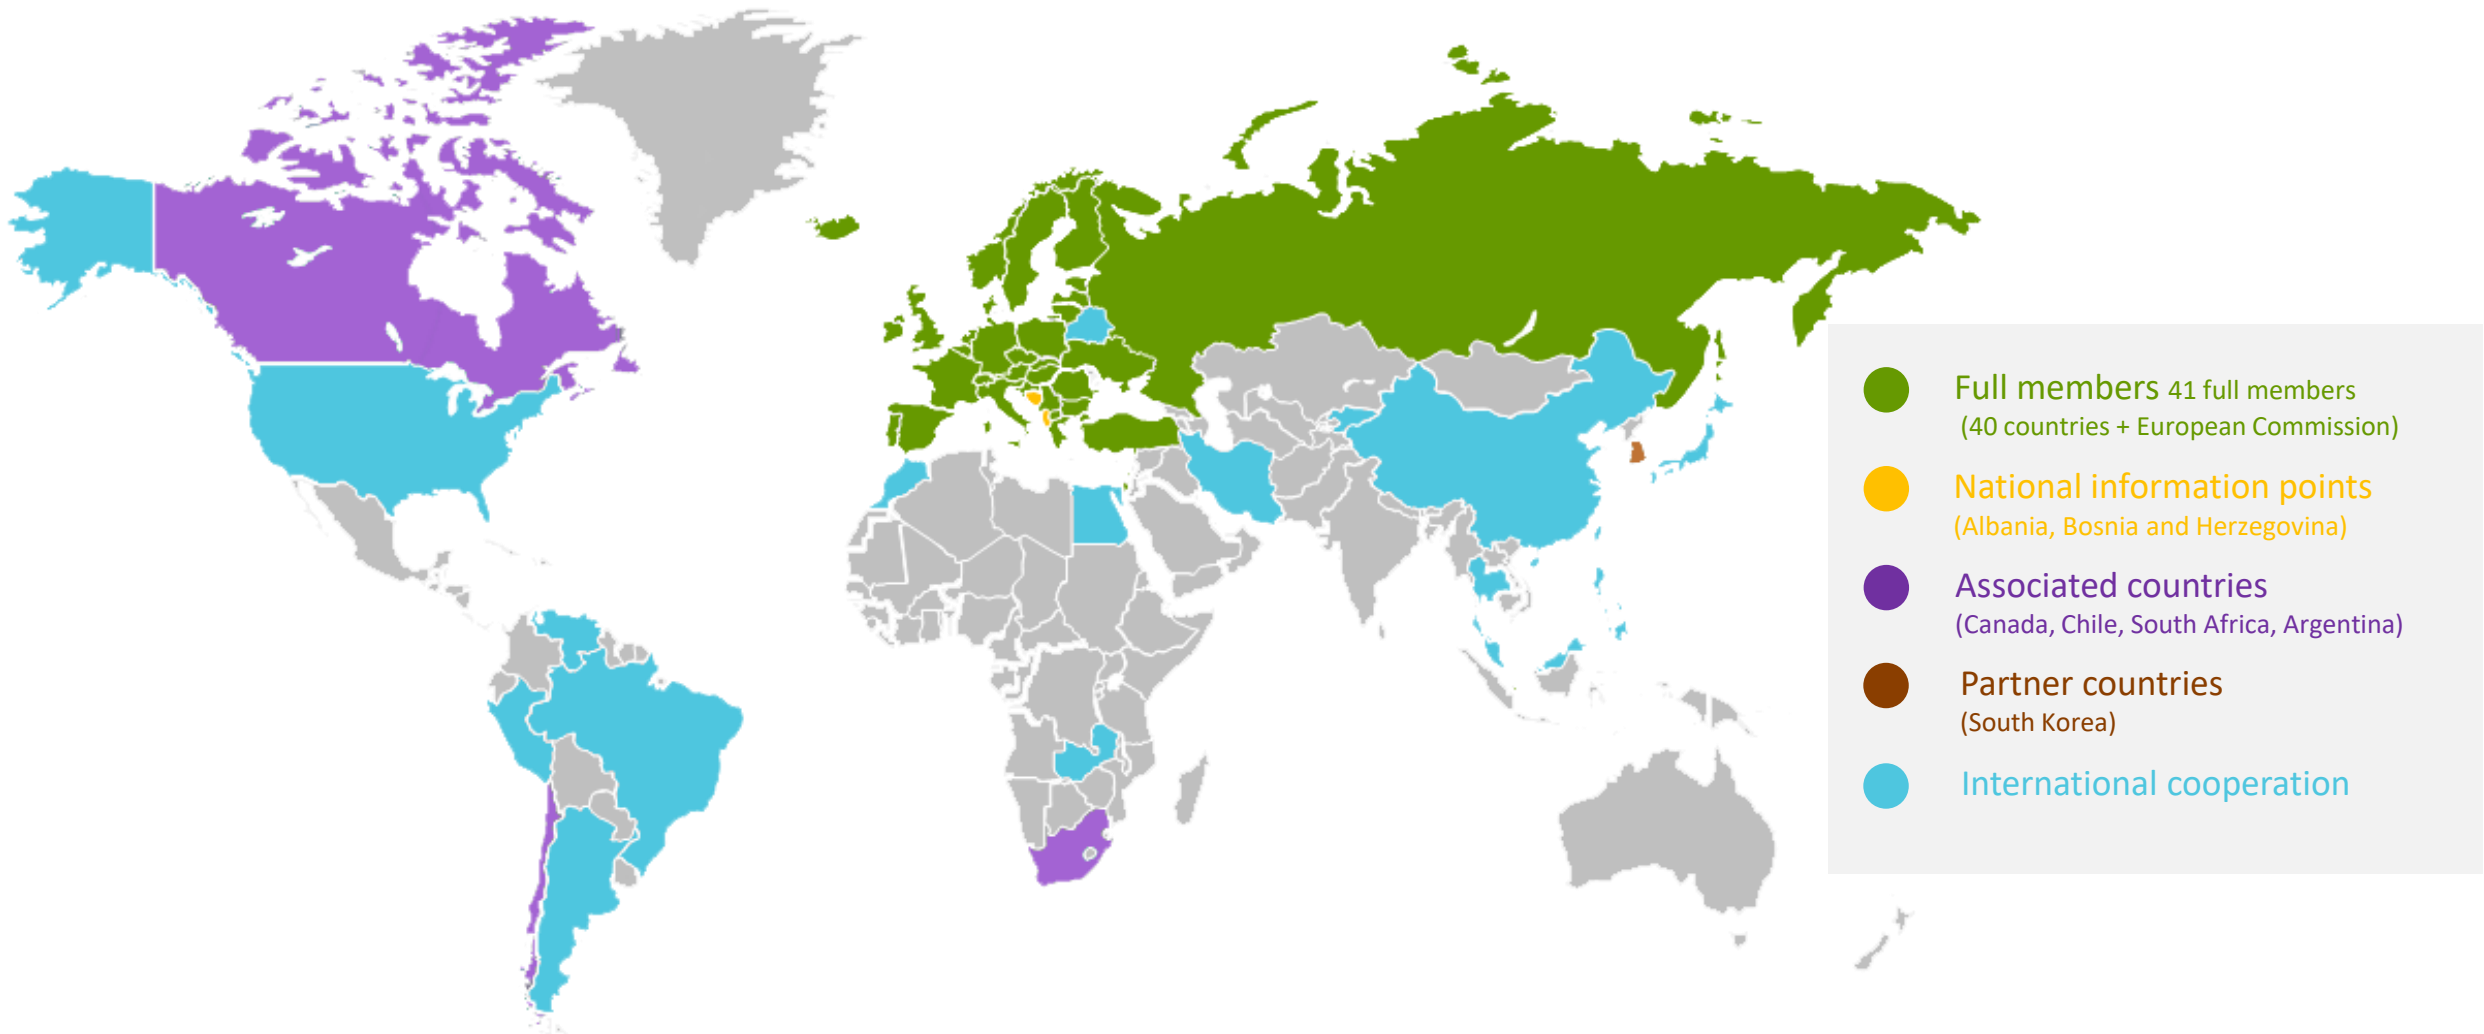 Full members 41 full members
(40 countries + European Commission)
National information points
(Albania, Bosnia and Herzegovina)
Associated countries
(Canada, Chile, South Africa, Argentina)
Partner countries
(South Korea)
International cooperation